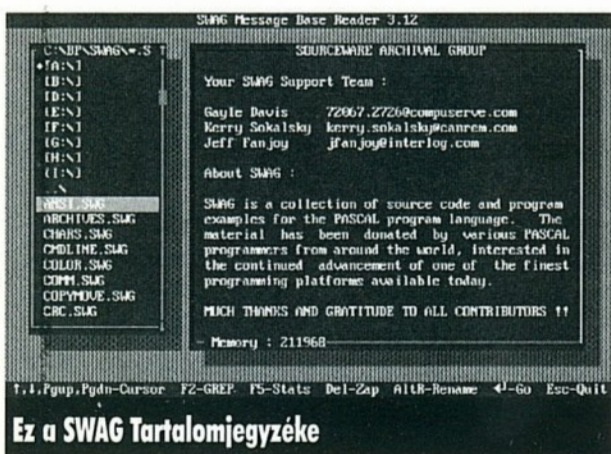 SWAG Message Base Reader 3.12
C:\BP\SWAG\*.S
[A:\]
[B:\]
[D:\]
[E:\]
[F:\]
[G:\]
[H:\]
[I:\]
..\
ANSI.SWG
ARCHIVES.SWG
CHARS.SWG
CMDLINE.SWG
COLOR.SWG
COMM.SWG
COPYMOVE.SWG
CRC.SWG
SOURCEWARE ARCHIVAL GROUP
Your SWAG Support Team :
Gayle Davis 72067.2726@compuserve.com
Kerry Sokalsky kerry.sokalsky@canrem.com
Jeff Fanjoy jfanjoy@interlog.com
About SWAG :
SWAG is a collection of source code and program
examples for the PASCAL program language. The
material has been donated by various PASCAL
programmers from around the world, interested in
the continued advancement of one of the finest
programming platforms available today.
MUCH THANKS AND GRATITUDE TO ALL CONTRIBUTORS !!
Memory : 211968
↑,↓,Pgup,Pgdn-Cursor F2-GREP F5-Stats Del-Zap AltR-Rename ↵-Go Esc-Quit
Ez a SWAG Tartalomjegyzéke